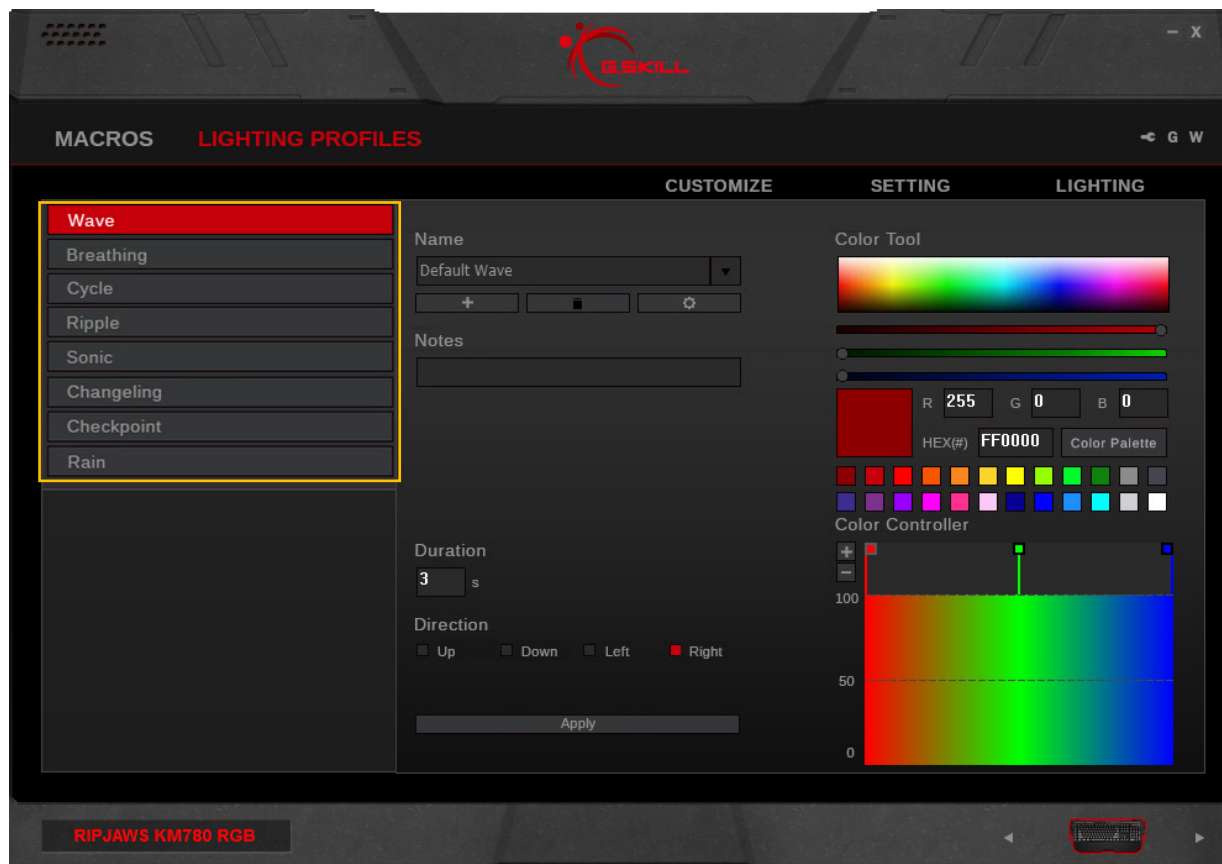 G.SKILL
– X
MACROS LIGHTING PROFILES G W
CUSTOMIZE SETTING LIGHTING
Wave
Breathing
Cycle
Ripple
Sonic
Changeling
Checkpoint
Rain
Name
Default Wave
+
Notes
Duration
3 s
Direction
Up Down Left Right
Apply
Color Tool
R 255 G 0 B 0
HEX(#) FF0000 Color Palette
Color Controller
+
–
100
50
0
RIPJAWS KM780 RGB